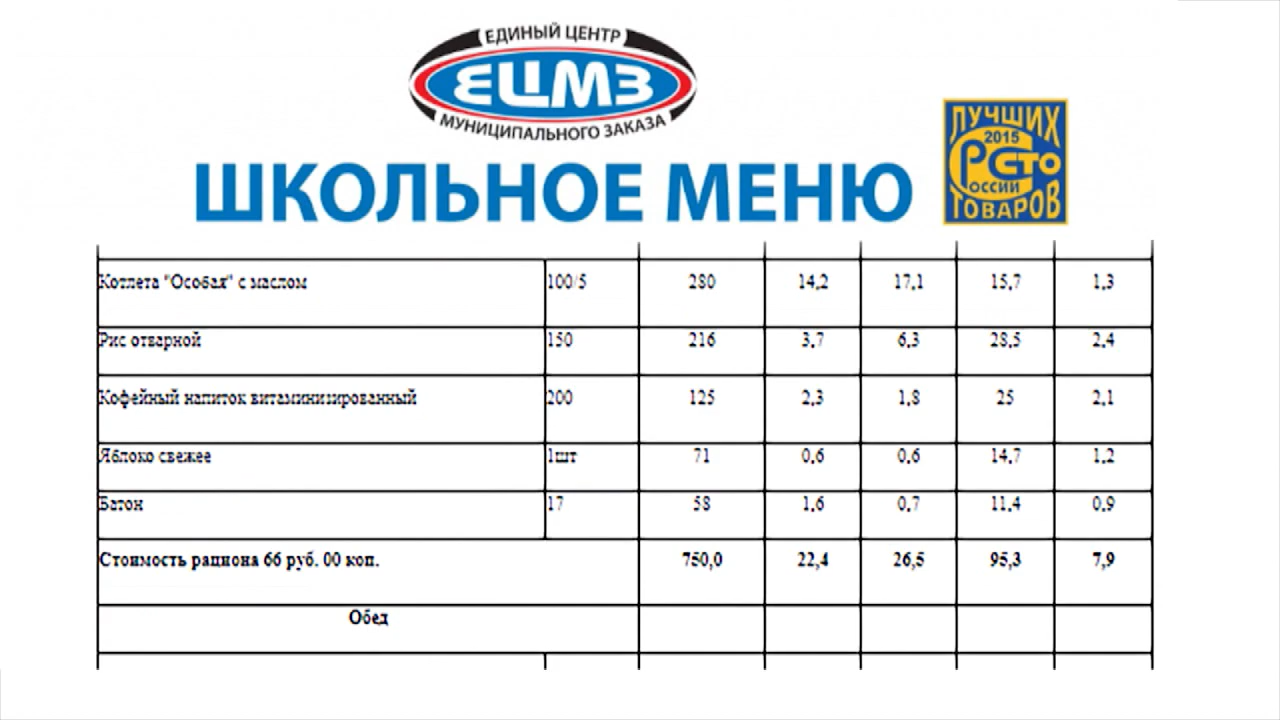 ЕДИНЫЙ ЦЕНТР
ЕЦМЗ
МУНИЦИПАЛЬНОГО ЗАКАЗА
ШКОЛЬНОЕ МЕНЮ
ЛУЧШИХ
2015
СТО
РОССИИ
ТОВАРОВ
Котлета "Особая" с маслом 100/5 280 14,2 17,1 15,7 1,3
Рис отварной 150 216 3,7 6,3 28,5 2,4
Кофейный напиток витаминизированный 200 125 2,3 1,8 25 2,1
Яблоко свежее 1шт 71 0,6 0,6 14,7 1,2
Батон 17 58 1,6 0,7 11,4 0,9
Стоимость рациона 66 руб. 00 коп. 750,0 22,4 26,5 95,3 7,9
Обед